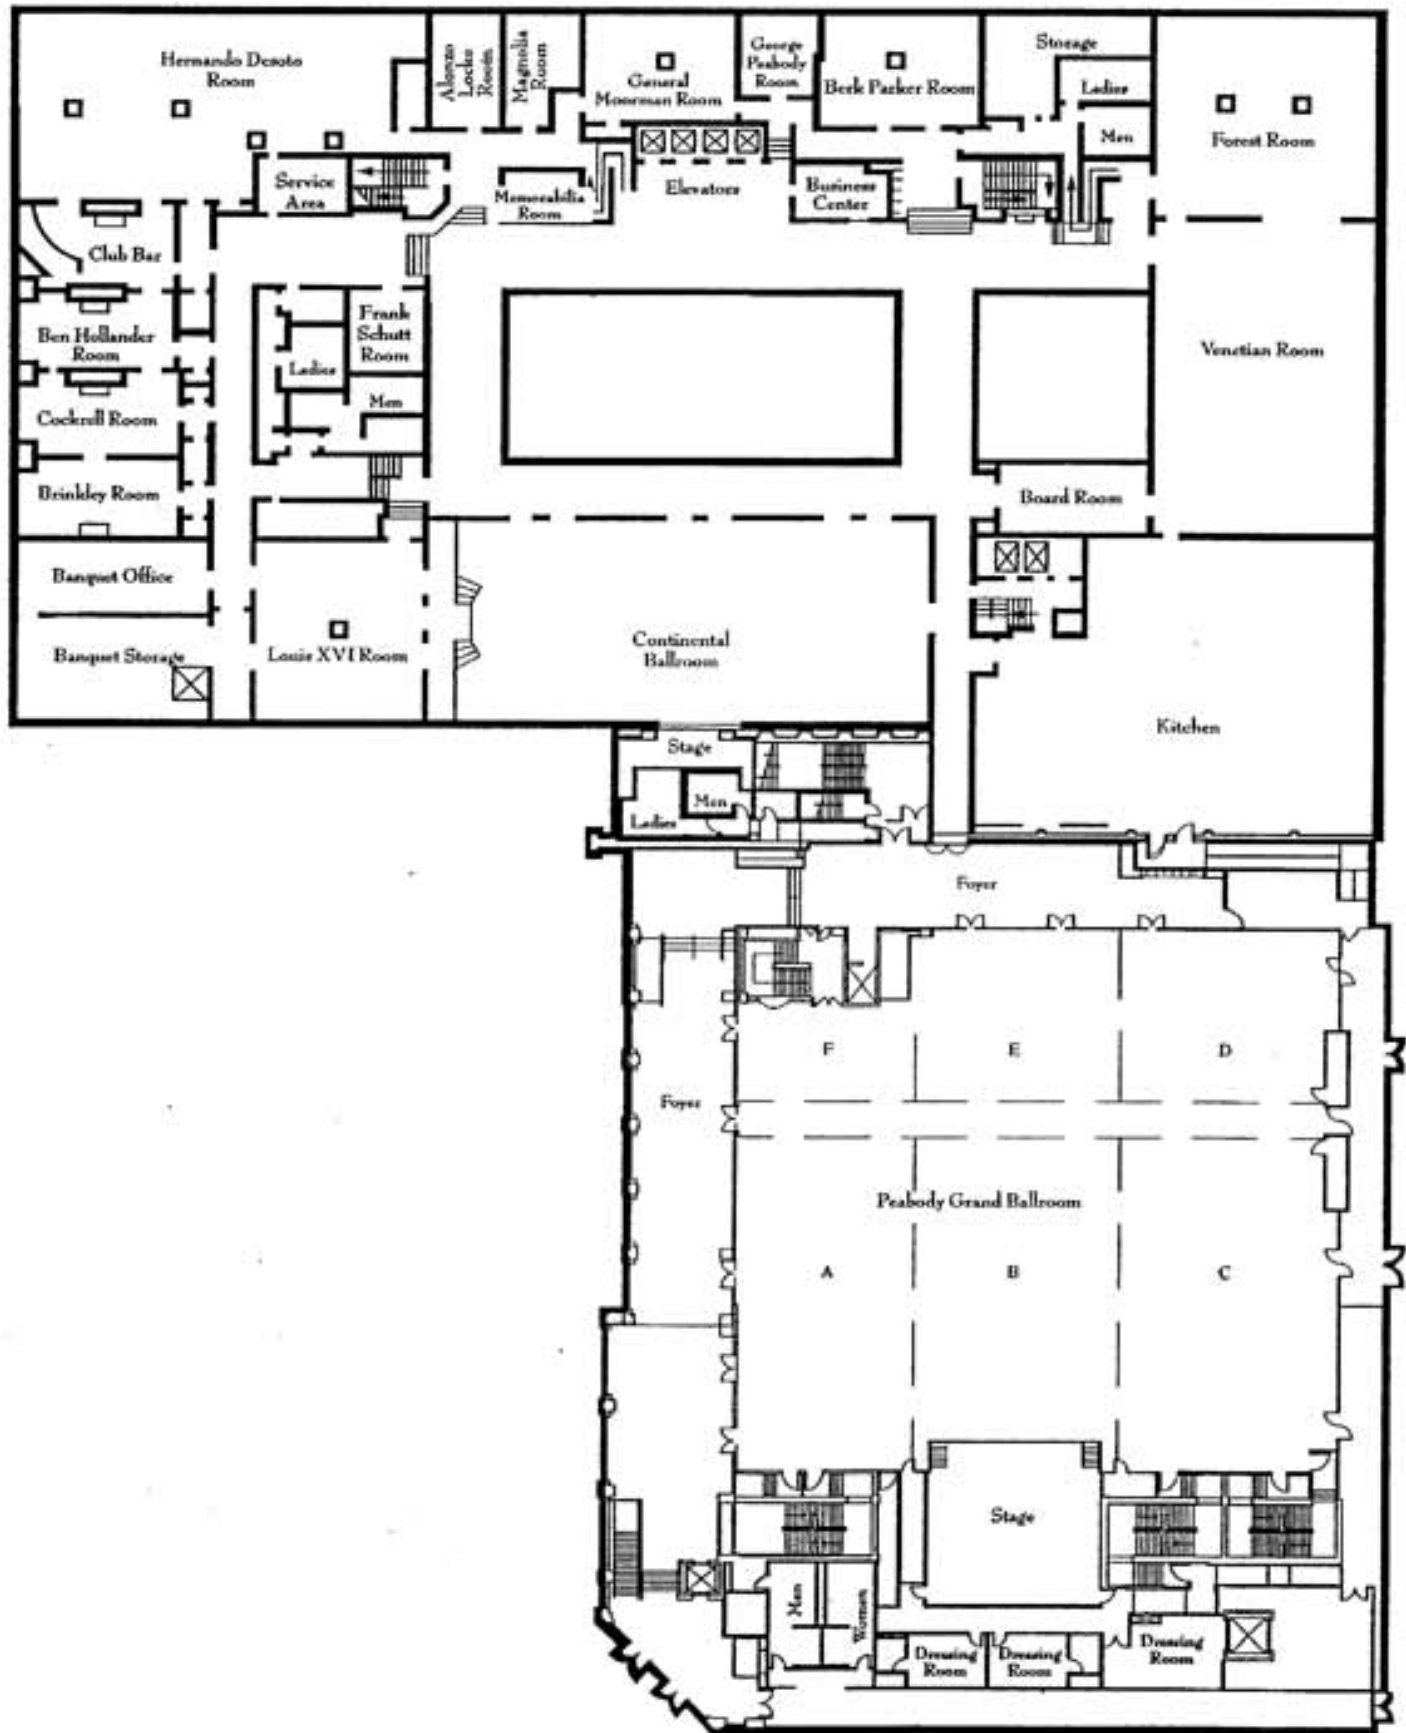 Hernando Desoto
Room
Alonzo
Locke
Room
Magnolia
Room
General
Moorman Room
George
Peabody
Room
Berk Parker Room
Storage
Ladies
Men
Forest Room
Service
Area
Memorabilia
Room
Elevators
Business
Center
Club Bar
Ben Hollander
Room
Ladies
Frank
Schutt
Room
Men
Venetian Room
Cockrill Room
Brinkley Room
Board Room
Banquet Office
Banquet Storage
Louis XVI Room
Continental
Ballroom
Kitchen
Stage
Men
Ladies
Foyer
Foyer
F
E
D
Peabody Grand Ballroom
A
B
C
Stage
Men
Women
Dressing
Room
Dressing
Room
Dressing
Room